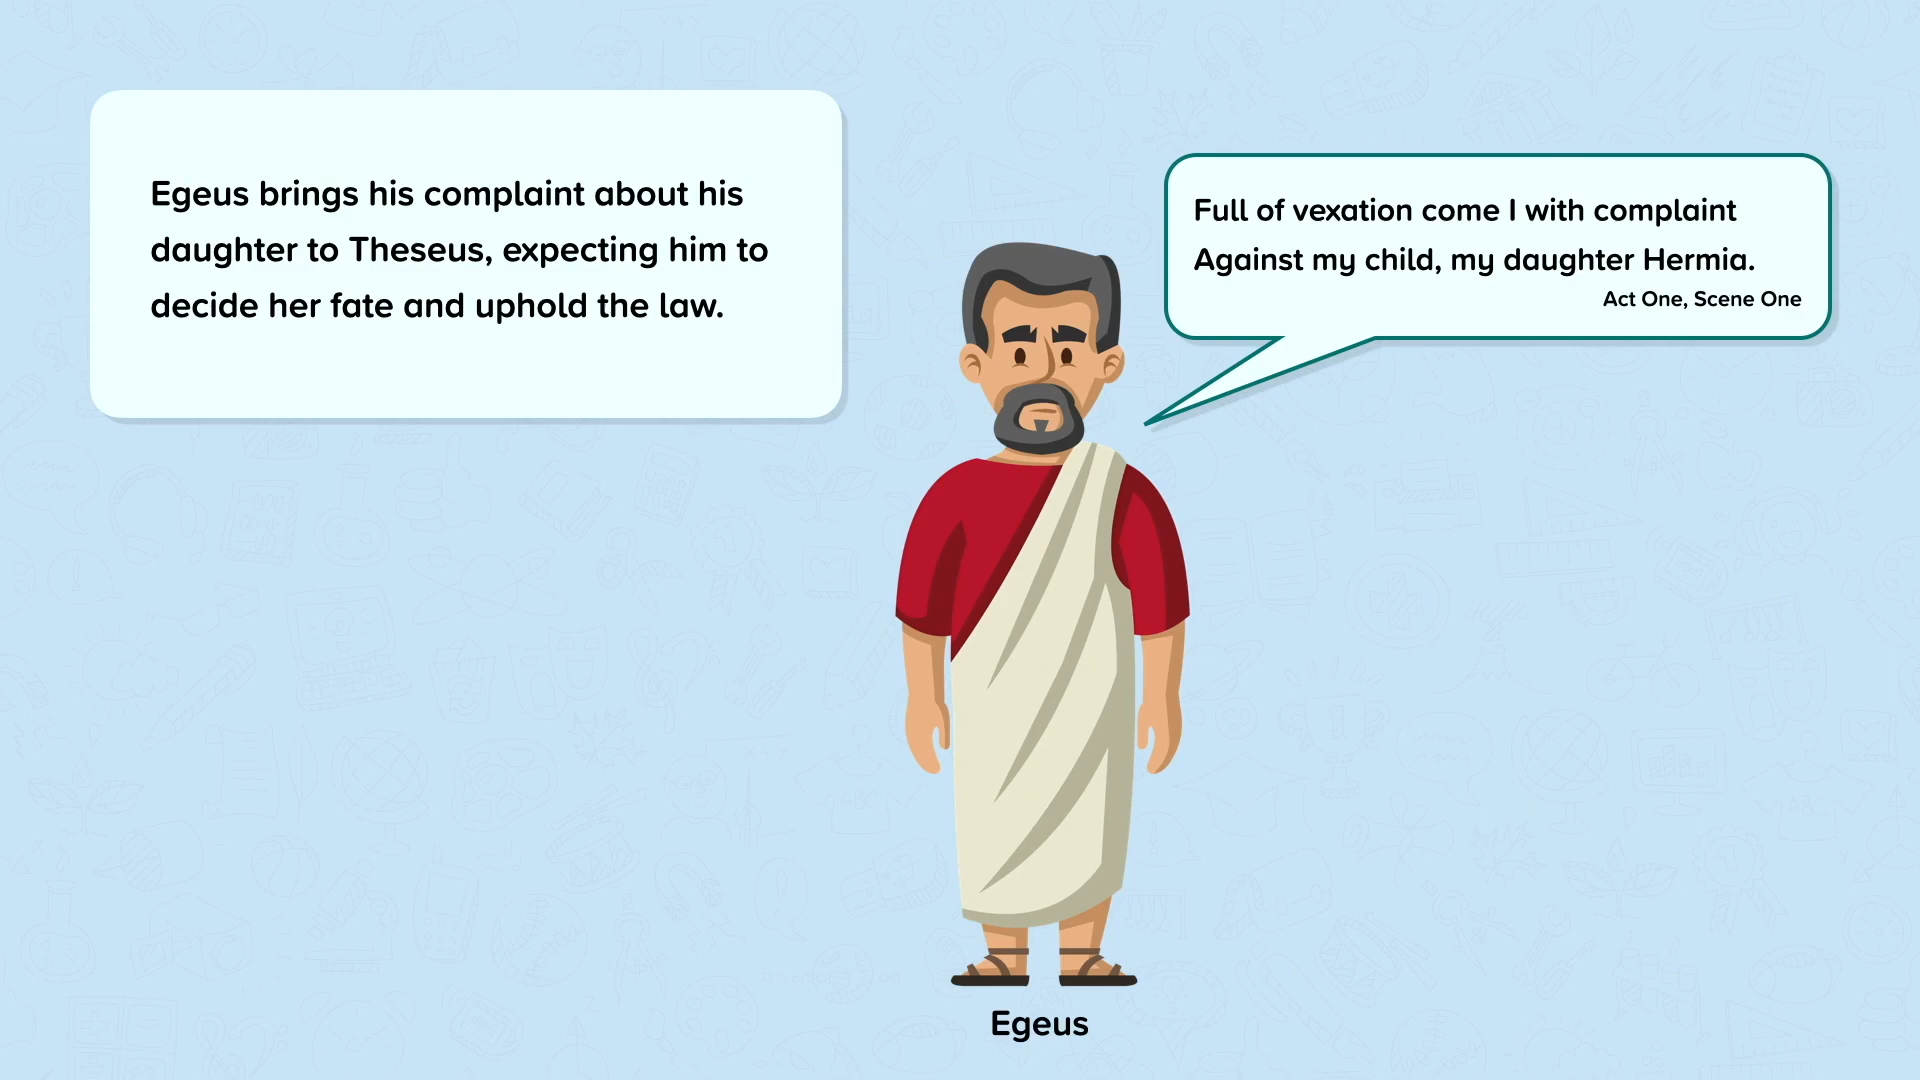 Egeus brings his complaint about his
daughter to Theseus, expecting him to
decide her fate and uphold the law.
Full of vexation come I with complaint
Against my child, my daughter Hermia.
Act One, Scene One
Egeus